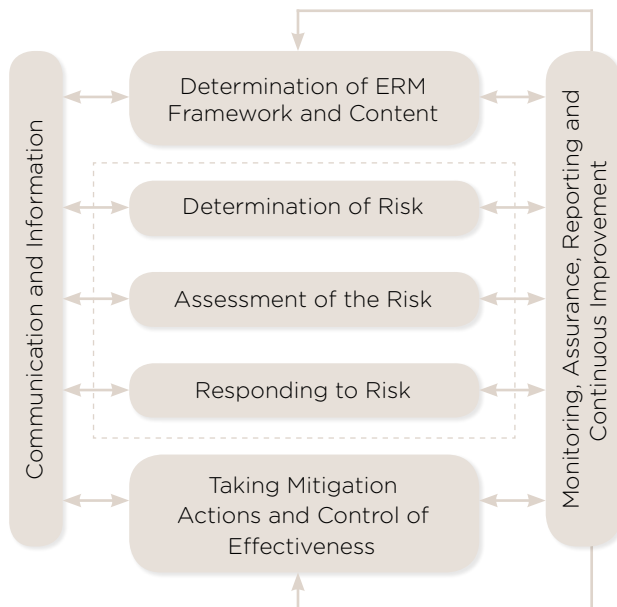 Communication and Information
Determination of ERM
Framework and Content
Determination of Risk
Assessment of the Risk
Responding to Risk
Taking Mitigation
Actions and Control of
Effectiveness
Monitoring, Assurance, Reporting and
Continuous Improvement